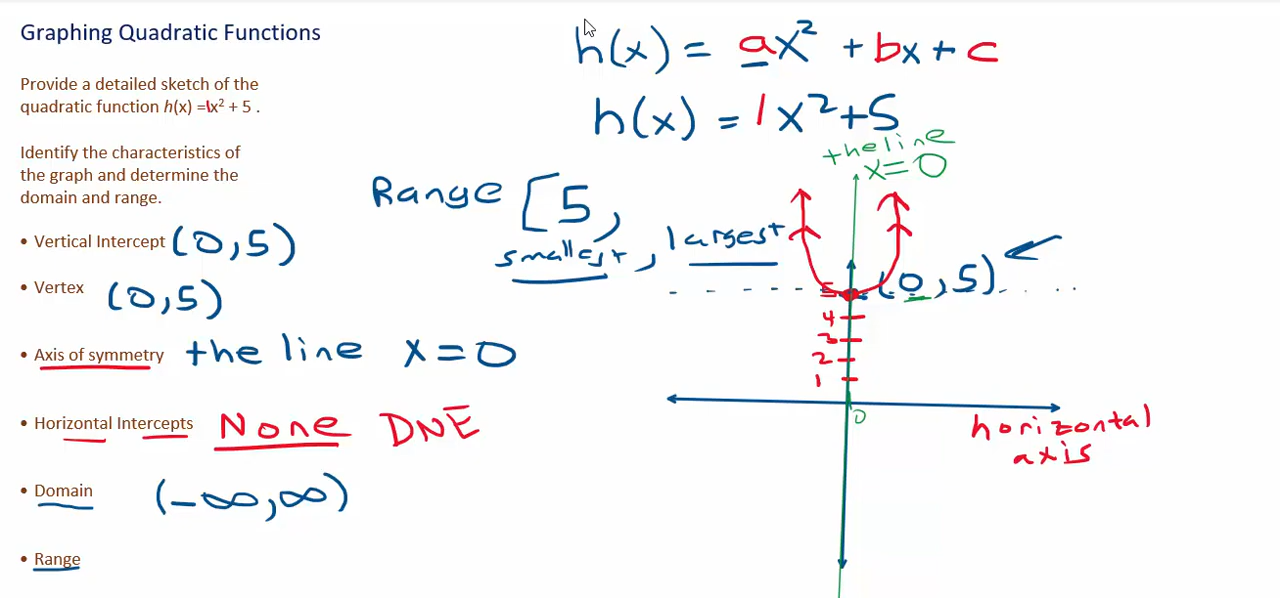 Graphing Quadratic Functions
Provide a detailed sketch of the
quadratic function h(x) =1x² + 5 .
Identify the characteristics of
the graph and determine the
domain and range.
• Vertical Intercept (0,5)
• Vertex (0,5)
• Axis of symmetry the line x=0
• Horizontal Intercepts None DNE
• Domain (-∞,∞)
• Range
h(x) = ax² + bx + c
h(x) = 1x²+5
Range [5,
smallest, largest
the line
x=0
(0,5)
5
4
3
2
1
0
horizontal
axis